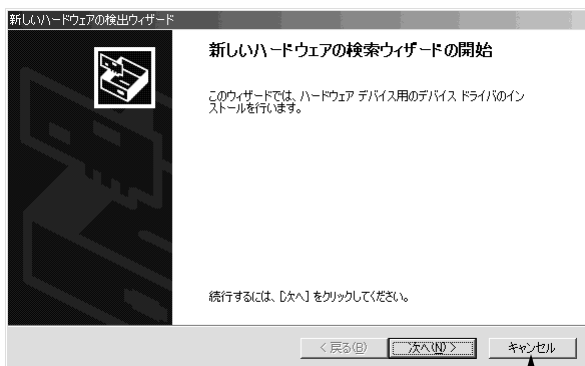 新しいハードウェアの検出ウィザード
新しいハードウェアの検索ウィザードの開始
このウィザードでは、ハードウェア デバイス用のデバイス ドライバのイン
ストールを行います。
続行するには、[次へ] をクリックしてください。
< 戻る(B)
次へ(N) >
キャンセル